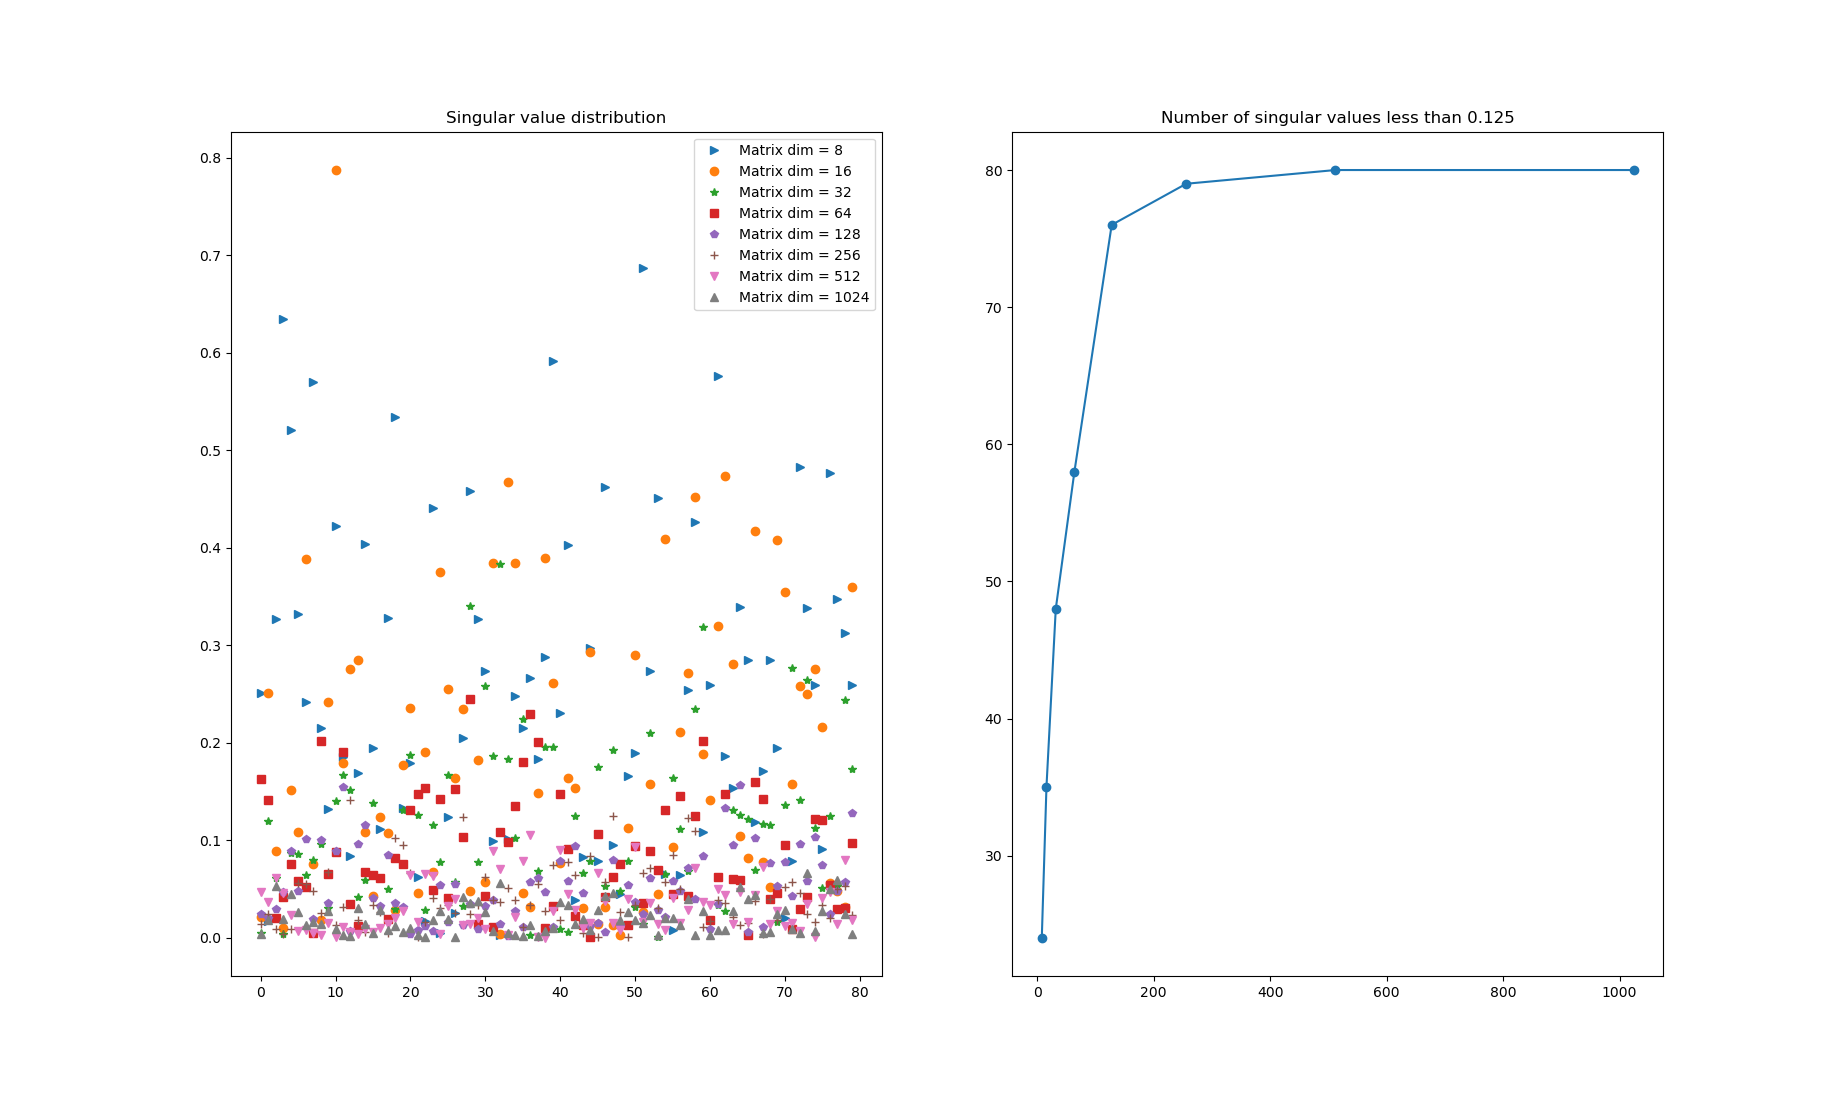 Singular value distribution
0.8
0.7
0.6
0.5
0.4
0.3
0.2
0.1
0.0
0 10 20 30 40 50 60 70 80
Matrix dim = 8
Matrix dim = 16
Matrix dim = 32
Matrix dim = 64
Matrix dim = 128
Matrix dim = 256
Matrix dim = 512
Matrix dim = 1024
Number of singular values less than 0.125
80
70
60
50
40
30
0 200 400 600 800 1000